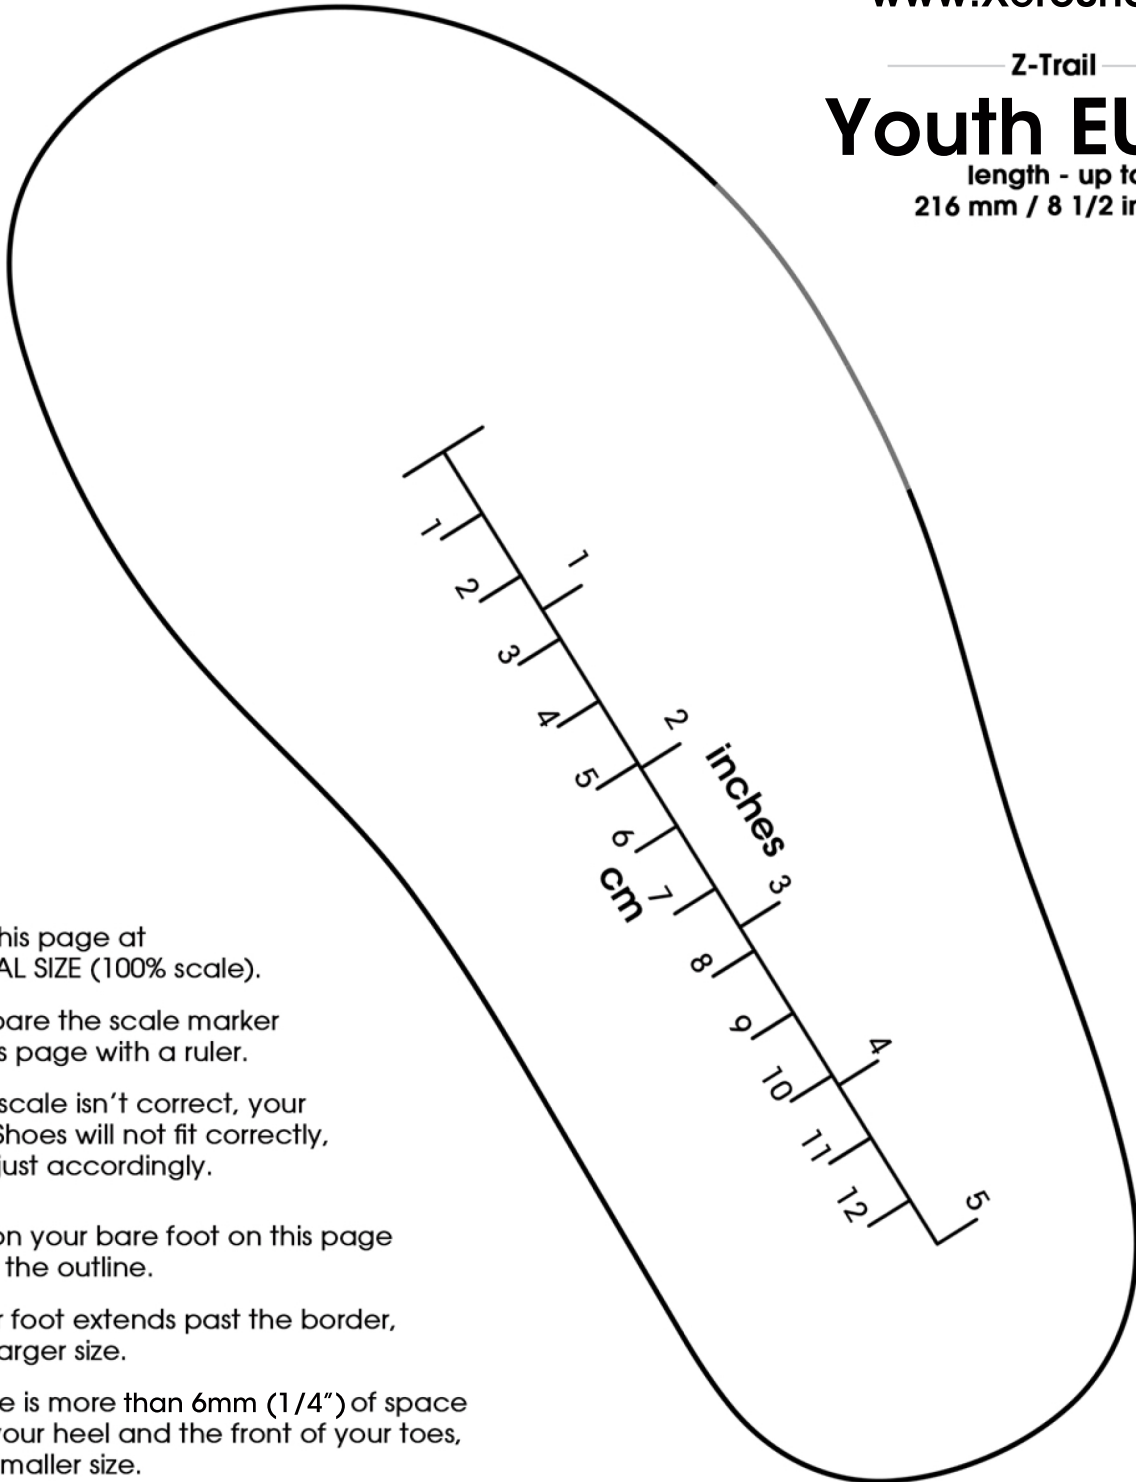 Z-Trail
Youth EU
length - up to
216 mm / 8 1/2 in
1
1
2
3
4
2
5
inches
6
cm
7
3
8
9
4
10
11
12
5
his page at
AL SIZE (100% scale).
pare the scale marker
s page with a ruler.
scale isn't correct, your
Shoes will not fit correctly,
just accordingly.
on your bare foot on this page
the outline.
r foot extends past the border,
arger size.
e is more than 6mm (1/4") of space
your heel and the front of your toes,
maller size.